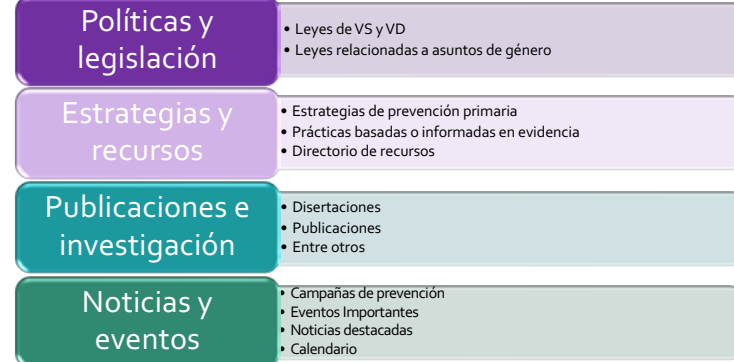 Políticas y
legislación
• Leyes de VS y VD
• Leyes relacionadas a asuntos de género
Estrategias y
recursos
• Estrategias de prevención primaria
• Prácticas basadas o informadas en evidencia
• Directorio de recursos
Publicaciones e
investigación
• Disertaciones
• Publicaciones
• Entre otros
Noticias y
eventos
• Campañas de prevención
• Eventos Importantes
• Noticias destacadas
• Calendario